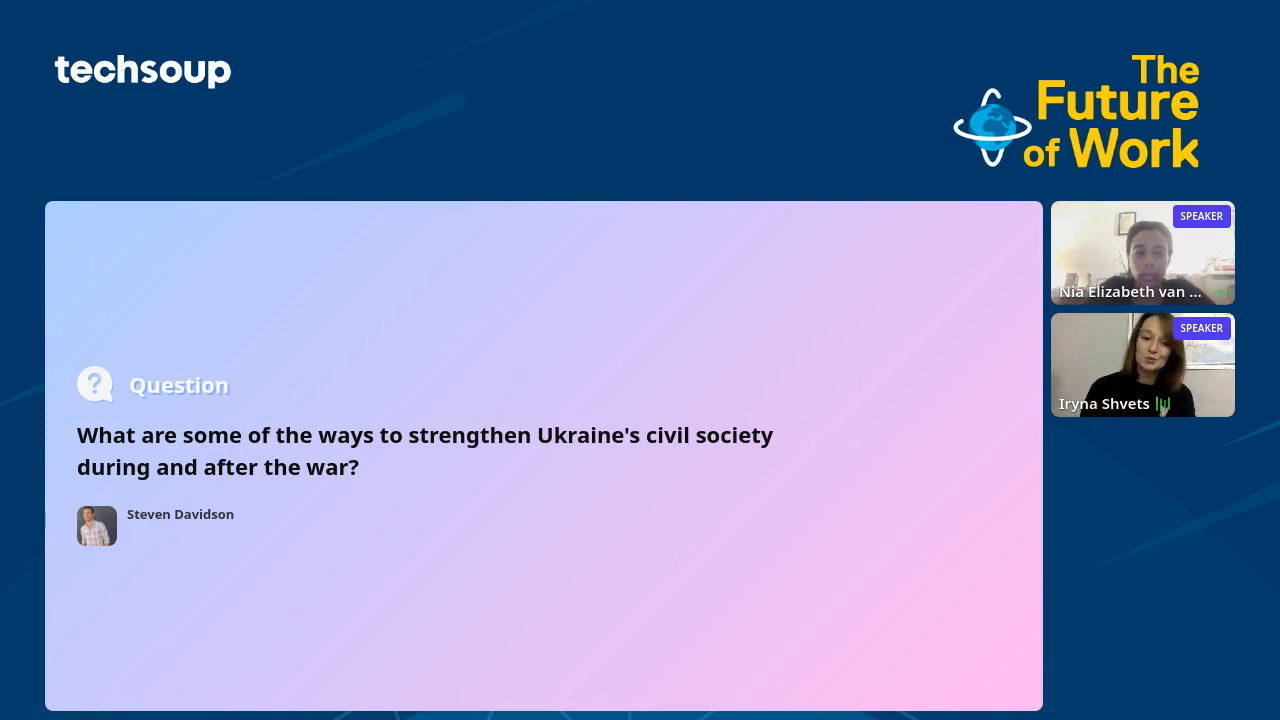 techsoup
The
Future
of Work
SPEAKER
Nia Elizabeth van ...
SPEAKER
Iryna Shvets
Question
What are some of the ways to strengthen Ukraine's civil society
during and after the war?
Steven Davidson